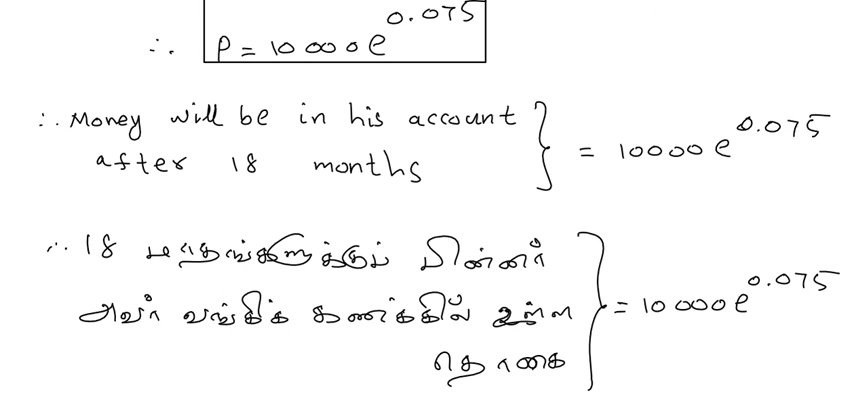 ∴ P = 10000e^0.075
∴ Money will be in his account
after 18 months } = 10000e^0.075
∴ 18 மாதங்களுக்குப் பின்னர்
அவர் வங்கிக் கணக்கில் உள்ள } = 10000e^0.075
தொகை